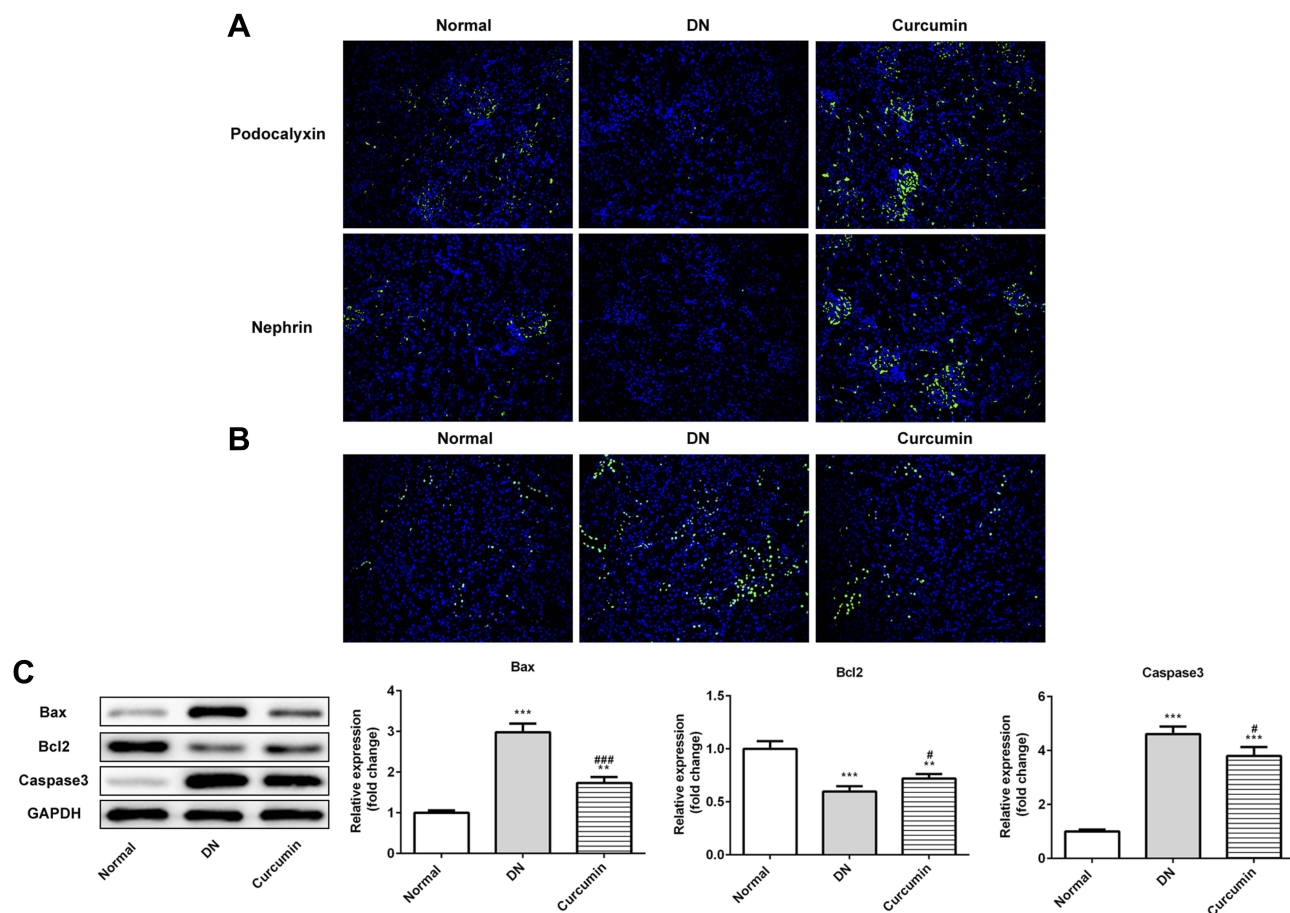 A
Normal DN Curcumin
Podocalyxin
Nephrin
B
Normal DN Curcumin
C
Bax
Bcl2
Caspase3
GAPDH
Normal DN Curcumin
Bax
Relative expression
(fold change)
4
3
2
1
0
***
###
**
Normal DN Curcumin
Bcl2
Relative expression
(fold change)
1.5
1.0
0.5
0.0
***
#
**
Normal DN Curcumin
Caspase3
Relative expression
(fold change)
6
4
2
0
***
#
***
Normal DN Curcumin